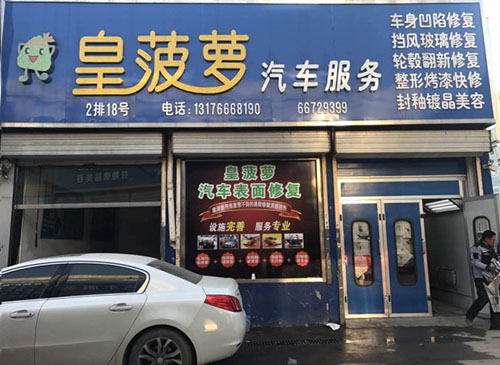 皇菠萝 汽车服务
2排18号 电话:13176668190 66729399
车身凹陷修复
挡风玻璃修复
轮毂翻新修复
整形烤漆快修
封釉镀晶美容
皇菠萝
汽车表面修复
设施完善 服务专业